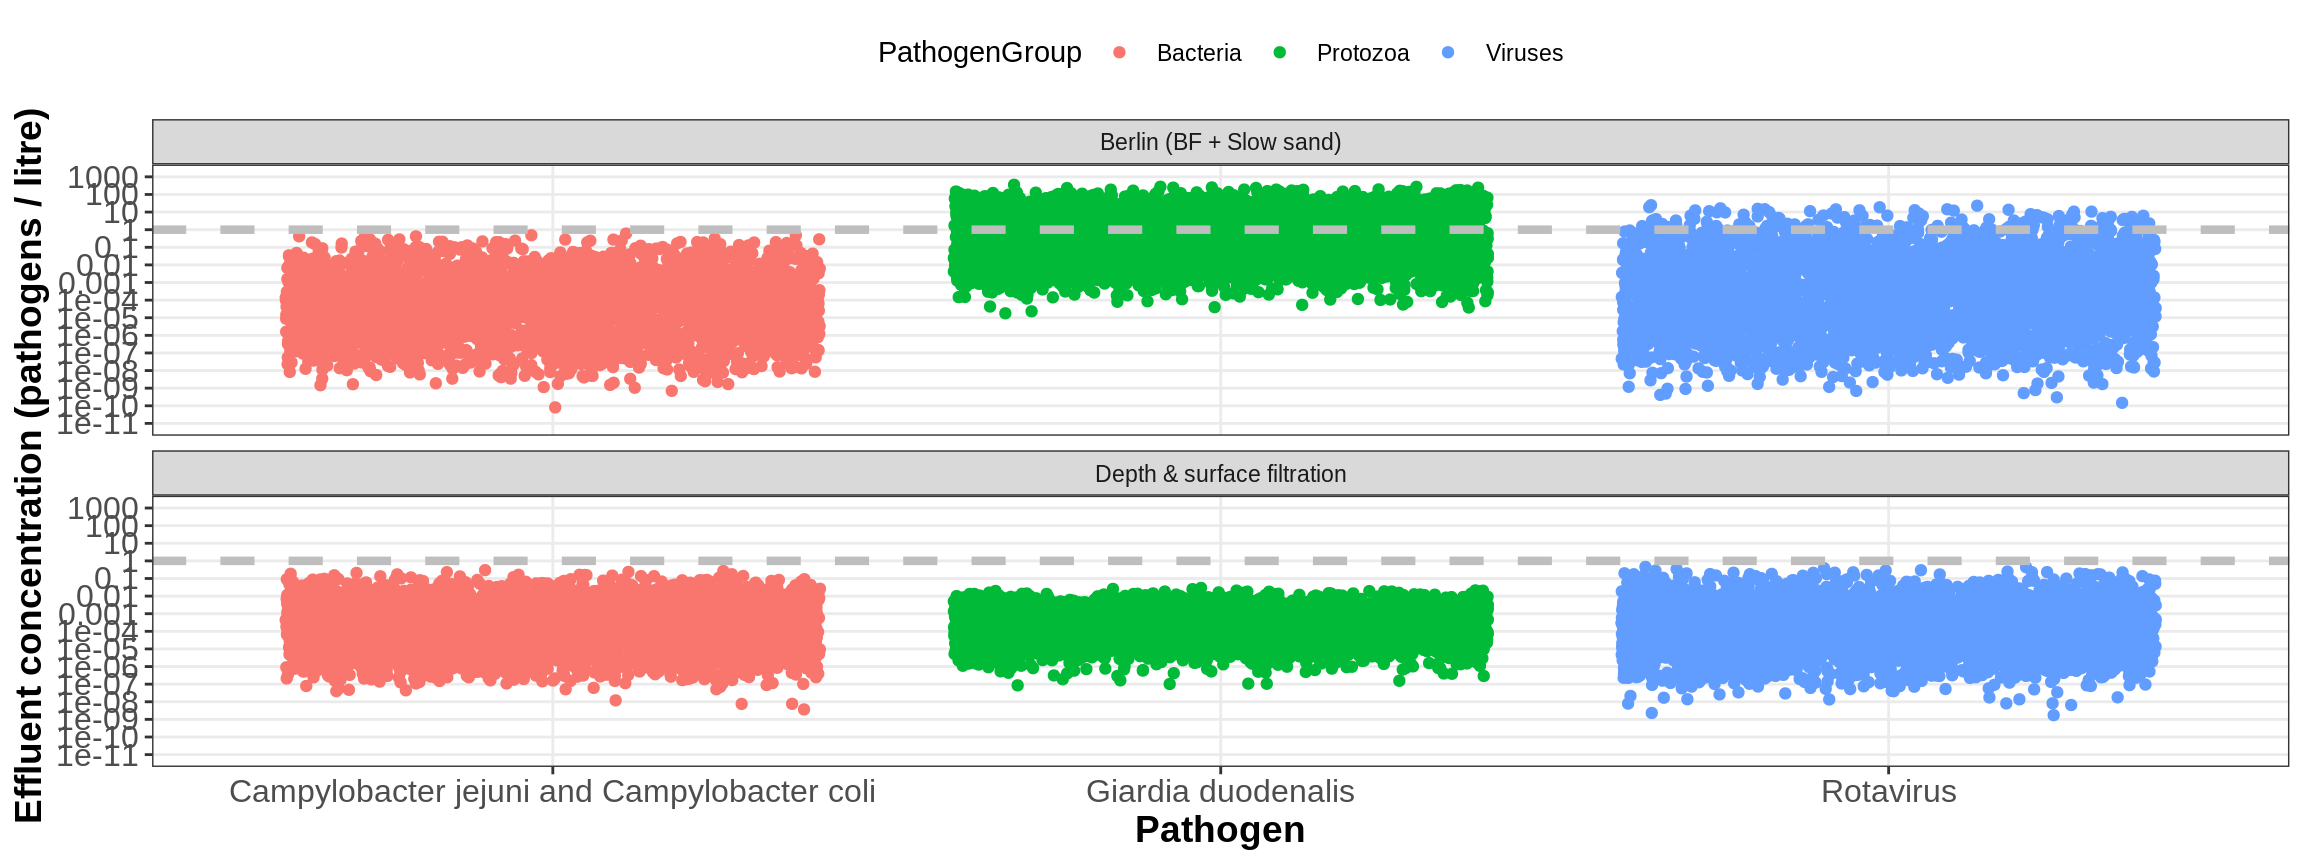 PathogenGroup Bacteria Protozoa Viruses
Effluent concentration (pathogens / litre)
Berlin (BF + Slow sand)
1000
100
10
1
0.1
0.01
0.001
1e-04
1e-05
1e-06
1e-07
1e-08
1e-09
1e-10
1e-11
Depth & surface filtration
1000
100
10
1
0.1
0.01
0.001
1e-04
1e-05
1e-06
1e-07
1e-08
1e-09
1e-10
1e-11
Campylobacter jejuni and Campylobacter coli Giardia duodenalis Rotavirus
Pathogen